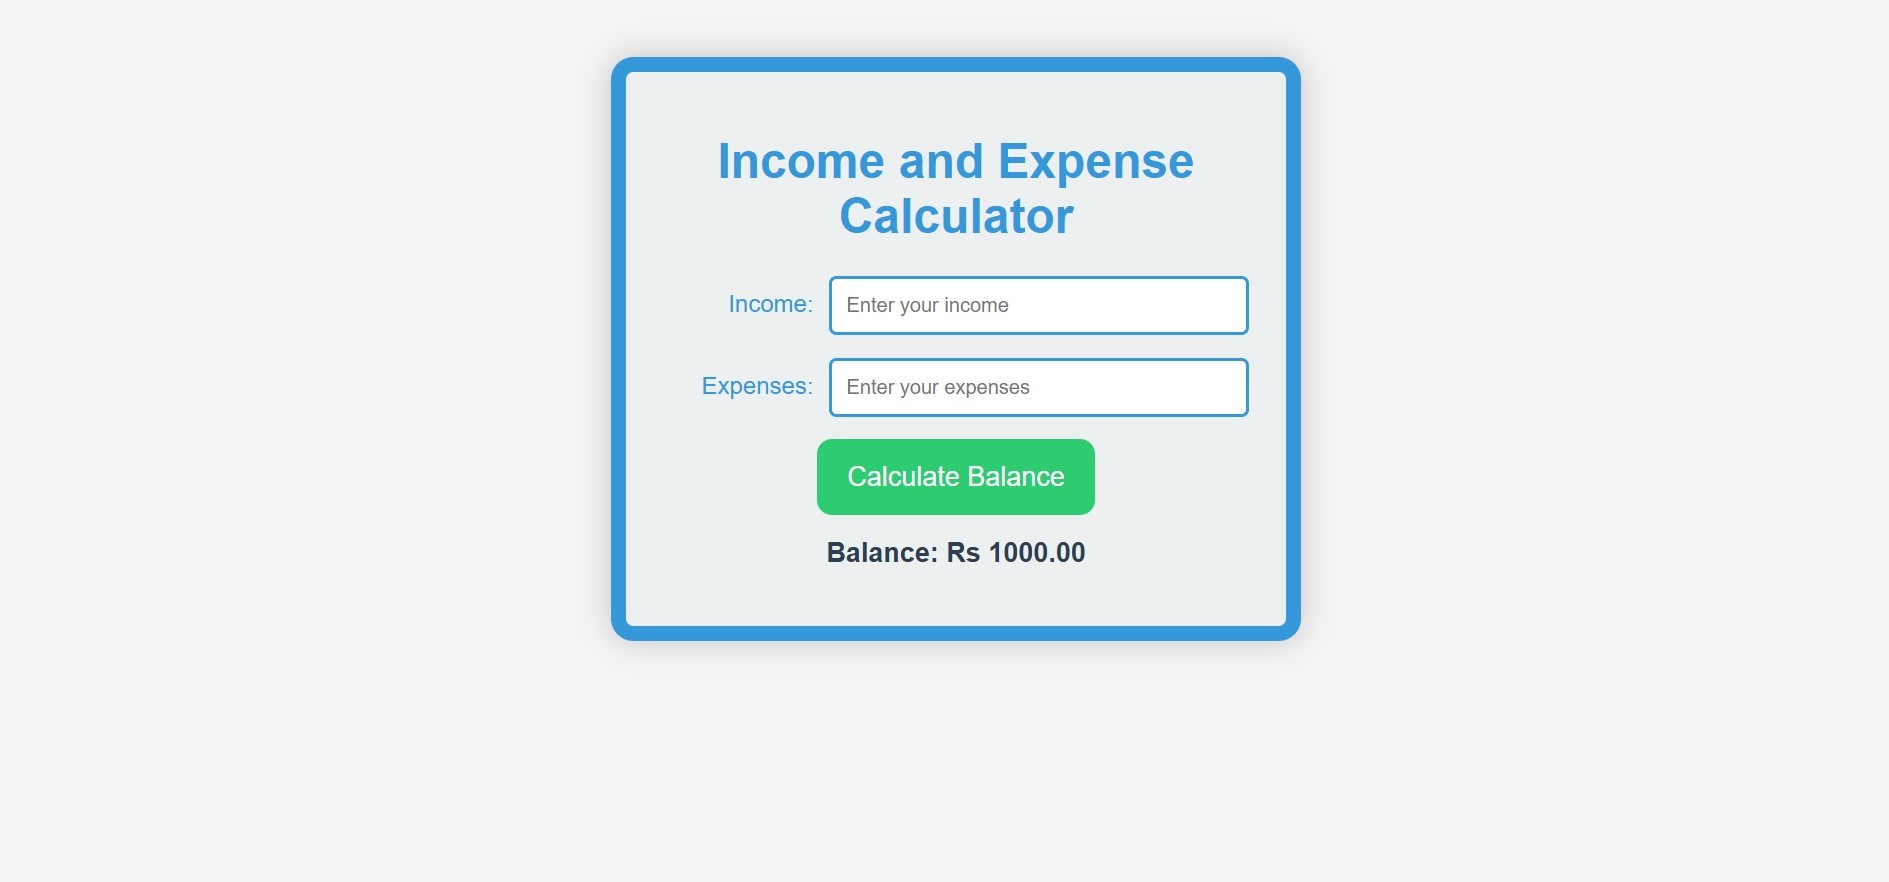 Income and Expense
Calculator
Income: Enter your income
Expenses: Enter your expenses
Calculate Balance
Balance: Rs 1000.00